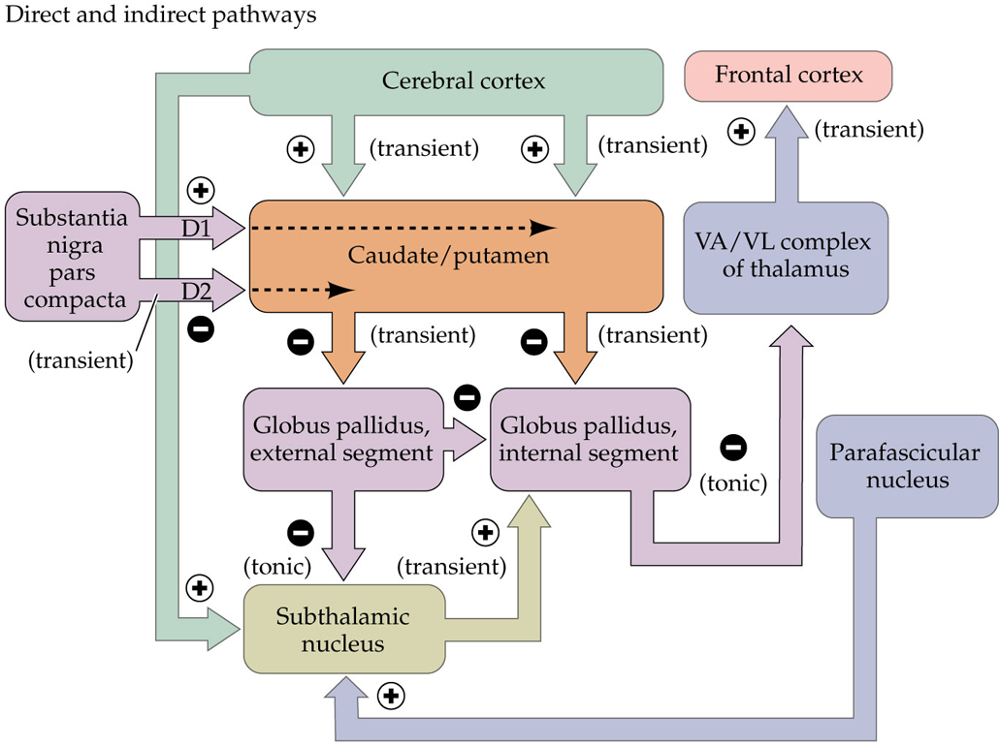 Direct and indirect pathways
Cerebral cortex
Frontal cortex
+
(transient)
+
(transient)
+
(transient)
Substantia
nigra
pars
compacta
+
D1
D2
−
(transient)
Caudate/putamen
VA/VL complex
of thalamus
−
(transient)
−
(transient)
Globus pallidus,
external segment
−
Globus pallidus,
internal segment
−
(tonic)
Parafascicular
nucleus
−
(tonic)
+
(transient)
+
Subthalamic
nucleus
+